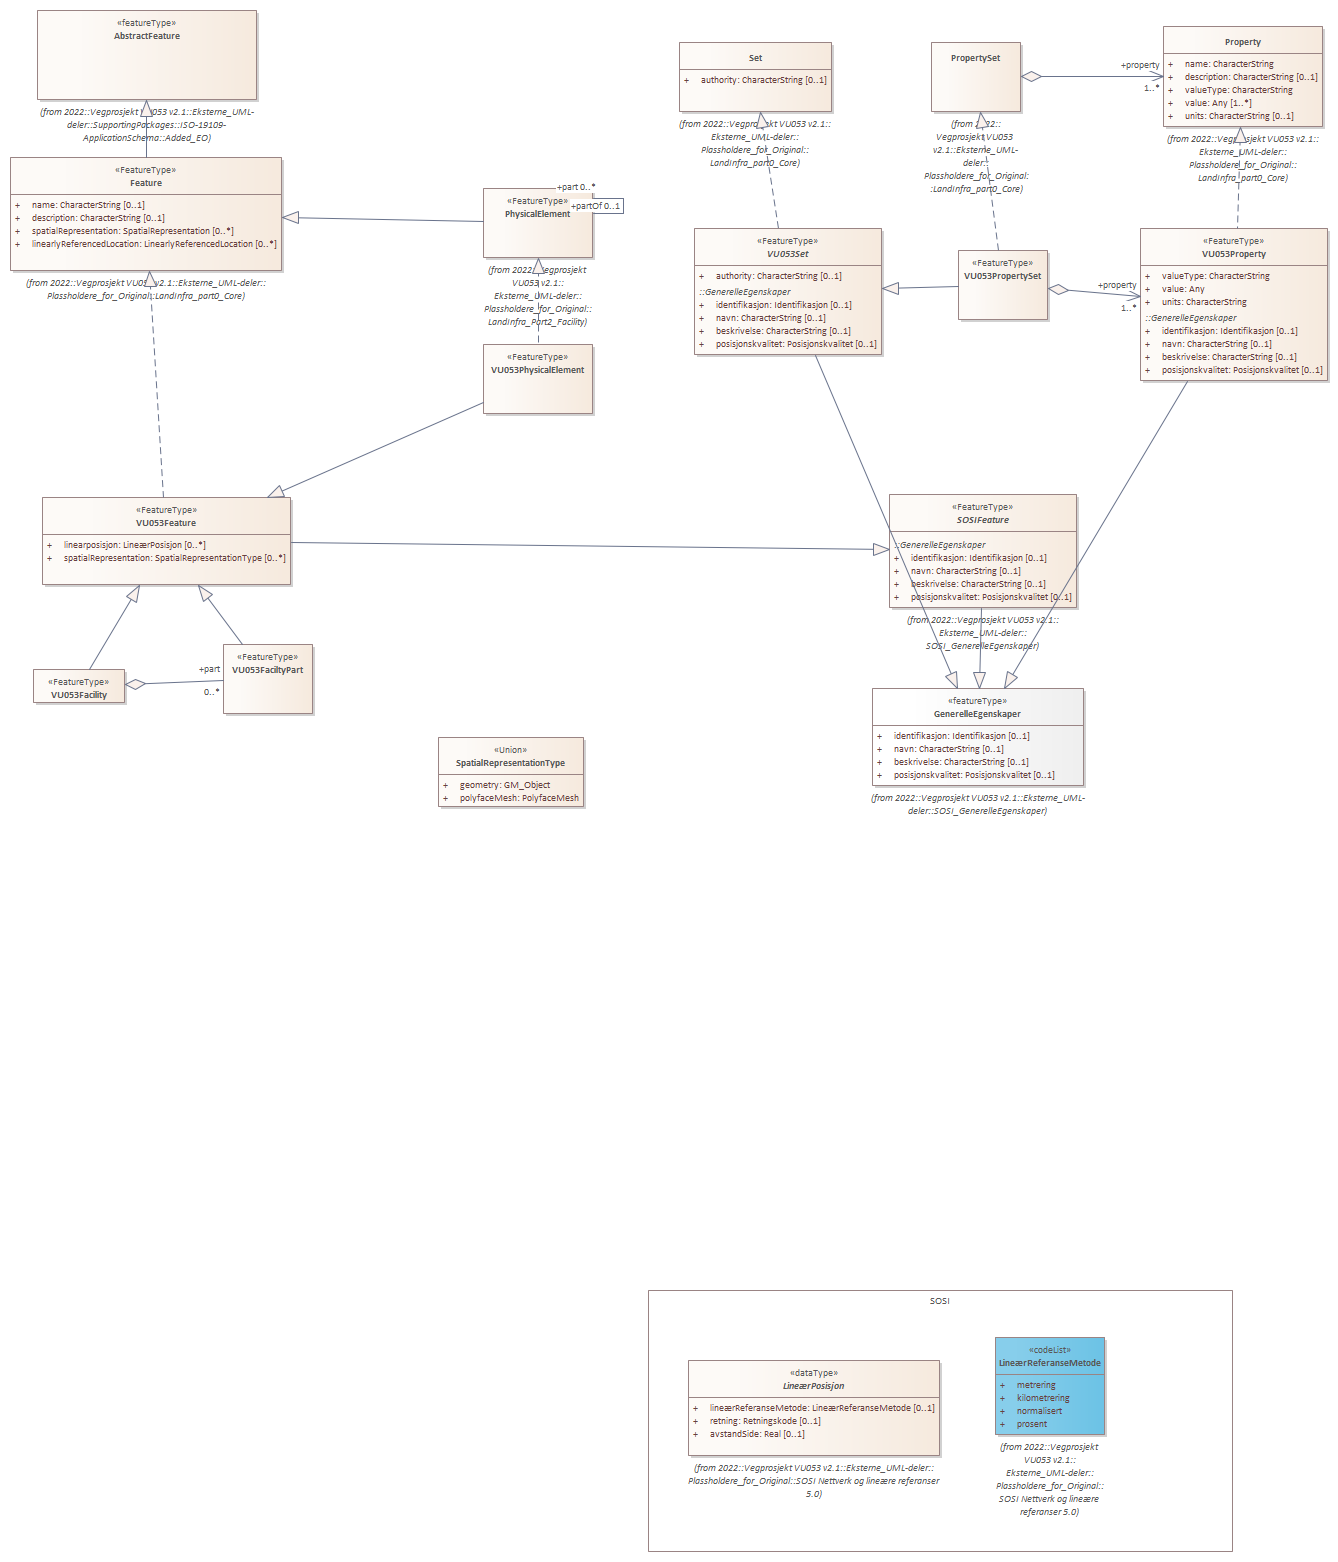 «featureType»
AbstractFeature
(from 2022::Vegprosjekt VU053 v2.1::Eksterne_UML-
deler::SupportingPackages::ISO-19109-
ApplicationSchema::Added_EO)
«FeatureType»
Feature
+ name: CharacterString [0..1]
+ description: CharacterString [0..1]
+ spatialRepresentation: SpatialRepresentation [0..*]
+ linearlyReferencedLocation: LinearlyReferencedLocation [0..*]
(from 2022::Vegprosjekt VU053 v2.1::Eksterne_UML-deler::
Plassholdere_for_Original::LandInfra_part0_Core)
+part 0..*
+partOf 0..1
«FeatureType»
PhysicalElement
(from 2022::Vegprosjekt
VU053 v2.1::
Eksterne_UML-deler::
Plassholdere_for_Original::
LandInfra_Part2_Facility)
«FeatureType»
VU053PhysicalElement
Set
+ authority: CharacterString [0..1]
(from 2022::Vegprosjekt VU053 v2.1::
Eksterne_UML-deler::
Plassholdere_for_Original::
LandInfra_part0_Core)
PropertySet
(from 2022::
Vegprosjekt VU053
v2.1::Eksterne_UML-
deler::
Plassholdere_for_Original:
:LandInfra_part0_Core)
+property
1..*
Property
+ name: CharacterString
+ description: CharacterString [0..1]
+ valueType: CharacterString
+ value: Any [1..*]
+ units: CharacterString [0..1]
(from 2022::Vegprosjekt VU053 v2.1::
Eksterne_UML-deler::
Plassholdere_for_Original::
LandInfra_part0_Core)
«FeatureType»
VU053Set
+ authority: CharacterString [0..1]
::GenerelleEgenskaper
+ identifikasjon: Identifikasjon [0..1]
+ navn: CharacterString [0..1]
+ beskrivelse: CharacterString [0..1]
+ posisjonskvalitet: Posisjonskvalitet [0..1]
«FeatureType»
VU053PropertySet
+property
1..*
«FeatureType»
VU053Property
+ valueType: CharacterString
+ value: Any
+ units: CharacterString
::GenerelleEgenskaper
+ identifikasjon: Identifikasjon [0..1]
+ navn: CharacterString [0..1]
+ beskrivelse: CharacterString [0..1]
+ posisjonskvalitet: Posisjonskvalitet [0..1]
«FeatureType»
VU053Feature
+ linearposisjon: LineærPosisjon [0..*]
+ spatialRepresentation: SpatialRepresentationType [0..*]
«FeatureType»
SOSIFeature
::GenerelleEgenskaper
+ identifikasjon: Identifikasjon [0..1]
+ navn: CharacterString [0..1]
+ beskrivelse: CharacterString [0..1]
+ posisjonskvalitet: Posisjonskvalitet [0..1]
(from 2022::Vegprosjekt VU053 v2.1::
Eksterne_UML-deler::
SOSI_GenerelleEgenskaper)
«FeatureType»
VU053Facility
+part
0..*
«FeatureType»
VU053FaciltyPart
«featureType»
GenerelleEgenskaper
+ identifikasjon: Identifikasjon [0..1]
+ navn: CharacterString [0..1]
+ beskrivelse: CharacterString [0..1]
+ posisjonskvalitet: Posisjonskvalitet [0..1]
(from 2022::Vegprosjekt VU053 v2.1::Eksterne_UML-
deler::SOSI_GenerelleEgenskaper)
«Union»
SpatialRepresentationType
+ geometry: GM_Object
+ polyfaceMesh: PolyfaceMesh
SOSI
«dataType»
LineærPosisjon
+ lineærReferanseMetode: LineærReferanseMetode [0..1]
+ retning: Retningskode [0..1]
+ avstandSide: Real [0..1]
(from 2022::Vegprosjekt VU053 v2.1::Eksterne_UML-deler::
Plassholdere_for_Original::SOSI Nettverk og lineære referanser
5.0)
«codeList»
LineærReferanseMetode
+ metrering
+ kilometrering
+ normalisert
+ prosent
(from 2022::Vegprosjekt
VU053 v2.1::
Eksterne_UML-deler::
Plassholdere_for_Original::
SOSI Nettverk og lineære
referanser 5.0)